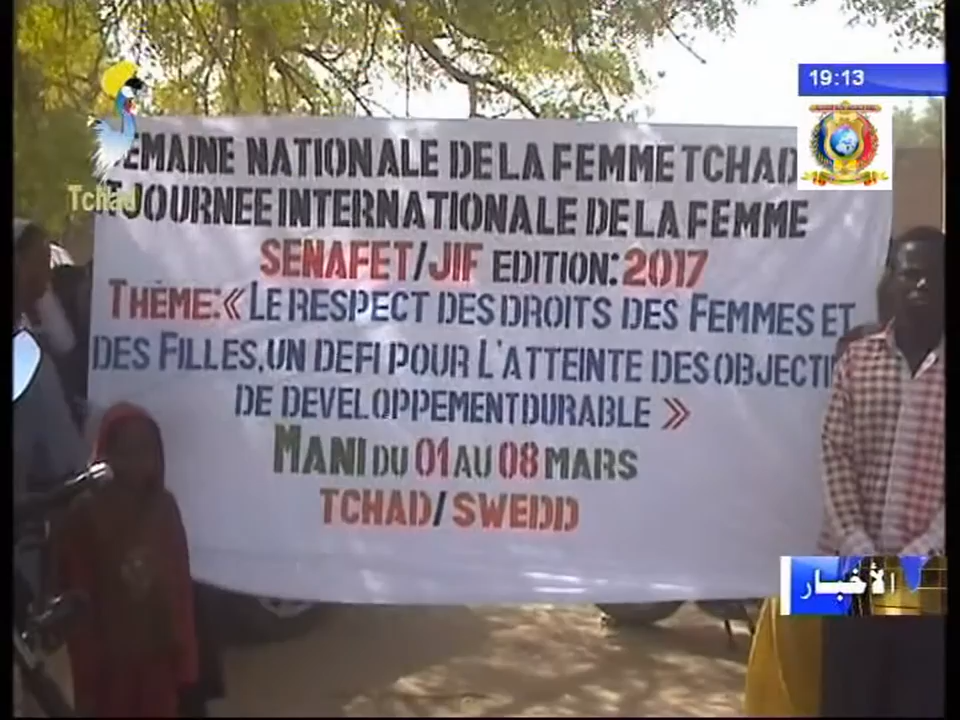 19:13
Tchad
EMAINE NATIONALE DE LA FEMME TCHAD
T JOURNEE INTERNATIONALE DE LA FEMME
SENAFET/JIF EDITION: 2017
THÈME: «LE RESPECT DES DROITS DES FEMMES ET
DES FILLES, UN DEFI POUR L'ATTEINTE DES OBJECTI
DE DEVELOPPEMENT DURABLE »
MANI DU 01 AU 08 MARS
TCHAD/SWEDD
الأخبار